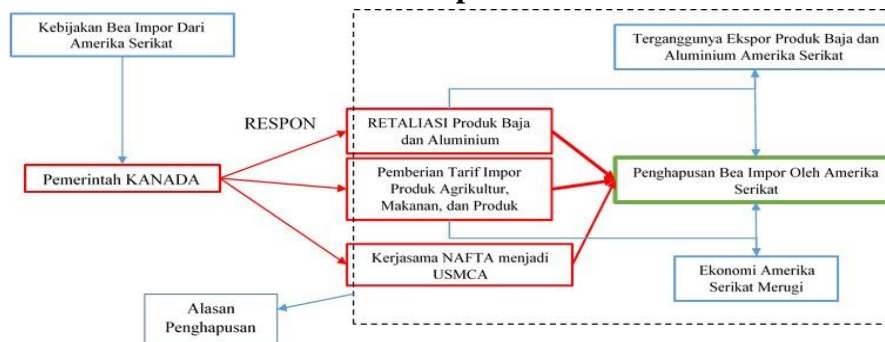 Kebijakan Bea Impor Dari
Amerika Serikat
Terganggunya Ekspor Produk Baja dan
Aluminium Amerika Serikat
RESPON
RETALIASI Produk Baja
dan Aluminium
Pemerintah KANADA
Pemberian Tarif Impor
Produk Agrikultur,
Makanan, dan Produk
Penghapusan Bea Impor Oleh Amerika
Serikat
Kerjasama NAFTA menjadi
USMCA
Ekonomi Amerika
Serikat Merugi
Alasan
Penghapusan